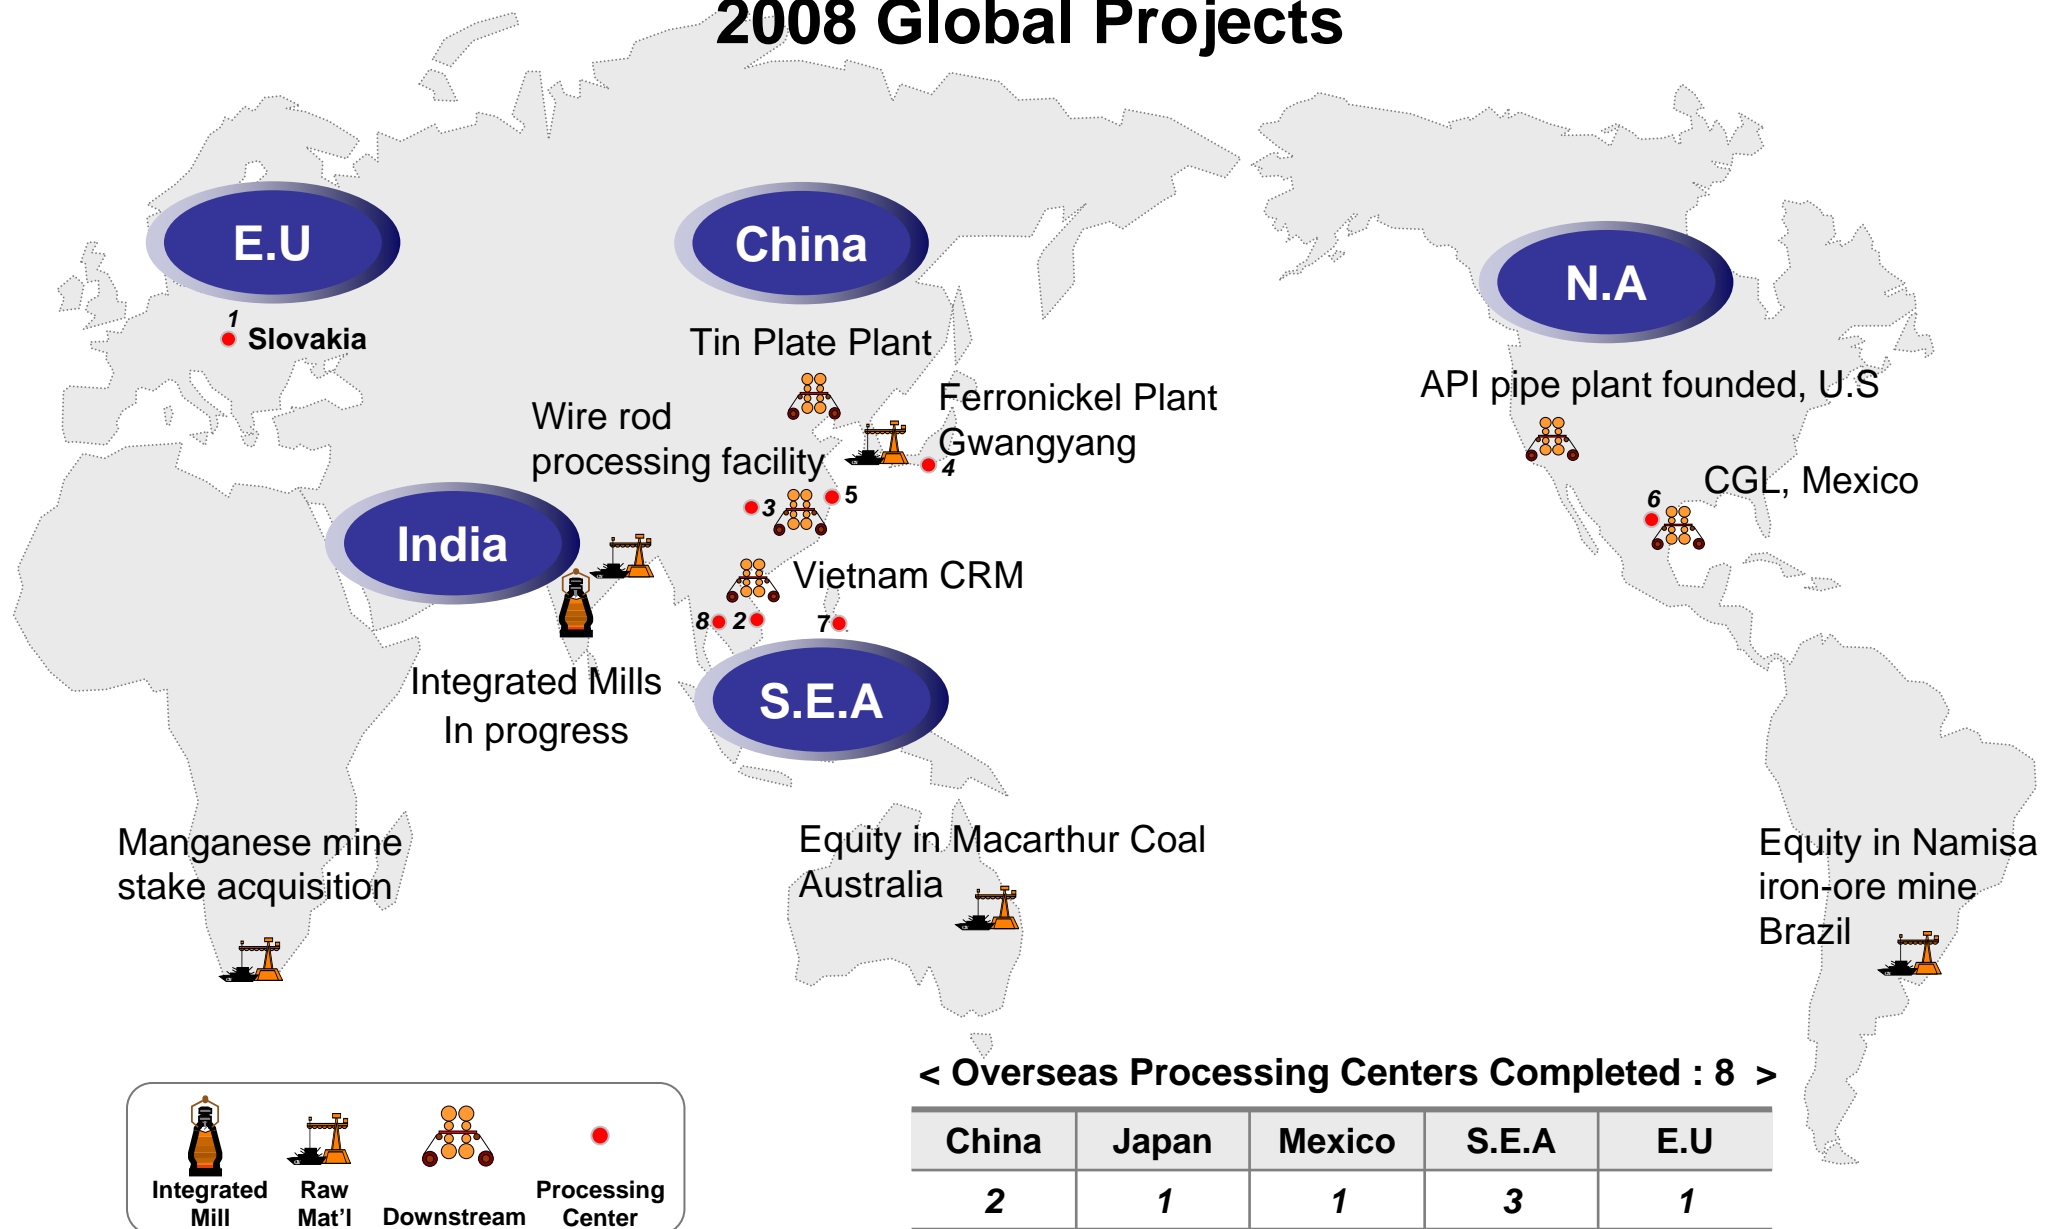 2008 Global Projects
E.U
China
N.A
1
Slovakia
Tin Plate Plant
API pipe plant founded, U.S
Ferronickel Plant
Gwangyang
4
Wire rod
processing facility
3
5
CGL, Mexico
6
India
Vietnam CRM
8
2
7
Integrated Mills
In progress
S.E.A
Manganese mine
stake acquisition
Equity in Macarthur Coal
Australia
Equity in Namisa
iron-ore mine
Brazil
< Overseas Processing Centers Completed : 8 >
China Japan Mexico S.E.A E.U
2 1 1 3 1
Integrated
Mill
Raw
Mat'l
Downstream
Processing
Center